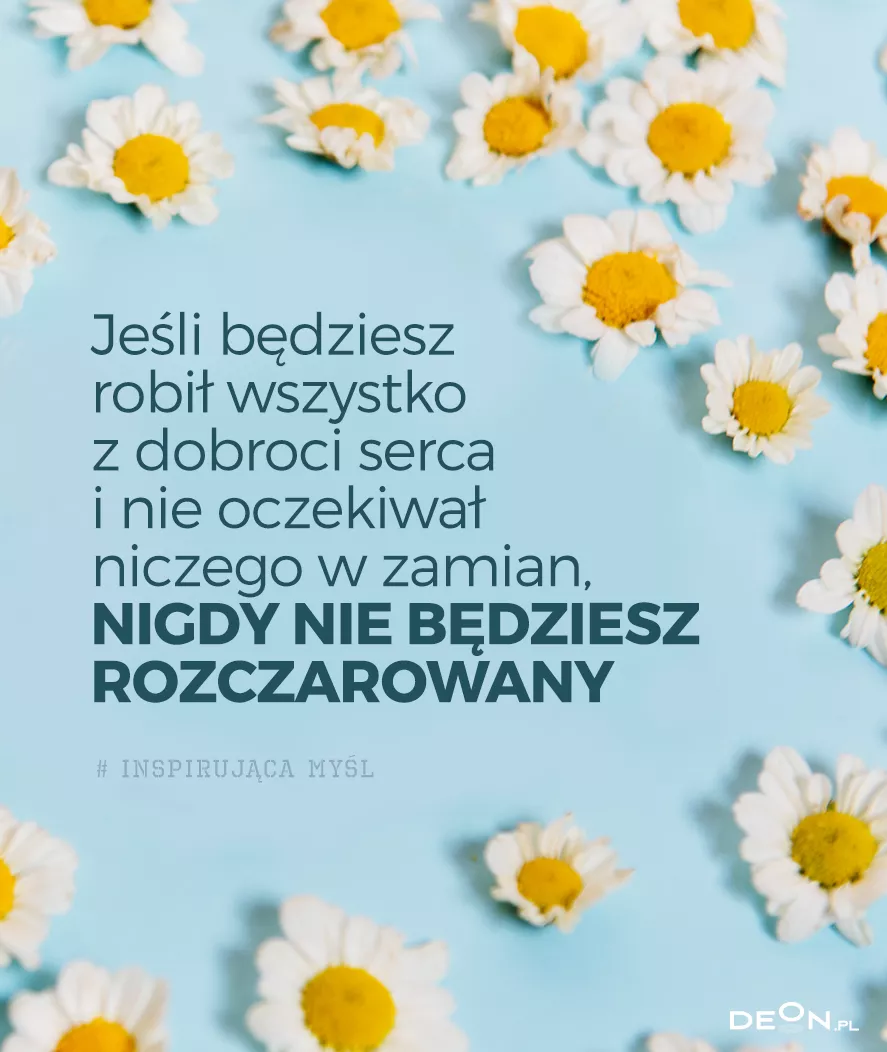 Jeśli będziesz
robił wszystko
z dobroci serca
i nie oczekiwał
niczego w zamian,
NIGDY NIE BĘDZIESZ
ROZCZAROWANY
# INSPIRUJĄCA MYŚL
DEON.PL